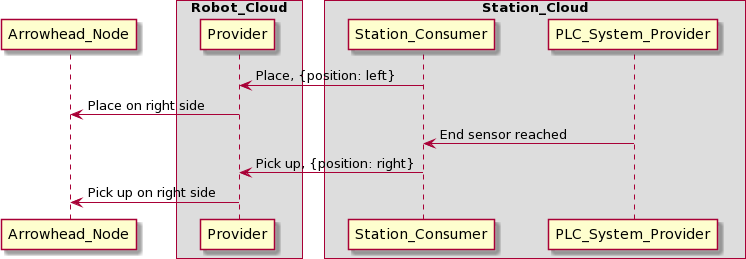 Robot_Cloud
Station_Cloud
Arrowhead_Node
Provider
Station_Consumer
PLC_System_Provider
Place, {position: left}
Place on right side
End sensor reached
Pick up, {position: right}
Pick up on right side
Arrowhead_Node
Provider
Station_Consumer
PLC_System_Provider